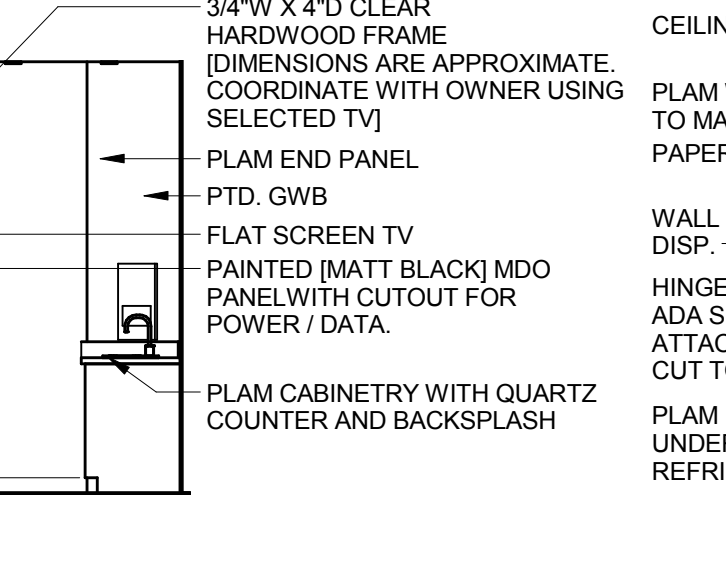 3/4"W X 4"D CLEAR
HARDWOOD FRAME
[DIMENSIONS ARE APPROXIMATE.
COORDINATE WITH OWNER USING
SELECTED TV]
PLAM END PANEL
PTD. GWB
FLAT SCREEN TV
PAINTED [MATT BLACK] MDO
PANELWITH CUTOUT FOR
POWER / DATA.
PLAM CABINETRY WITH QUARTZ
COUNTER AND BACKSPLASH
CEILIN
PLAM
TO MA
PAPER
WALL
DISP.
HINGE
ADA S
ATTAC
CUT TO
PLAM
UNDER
REFRI